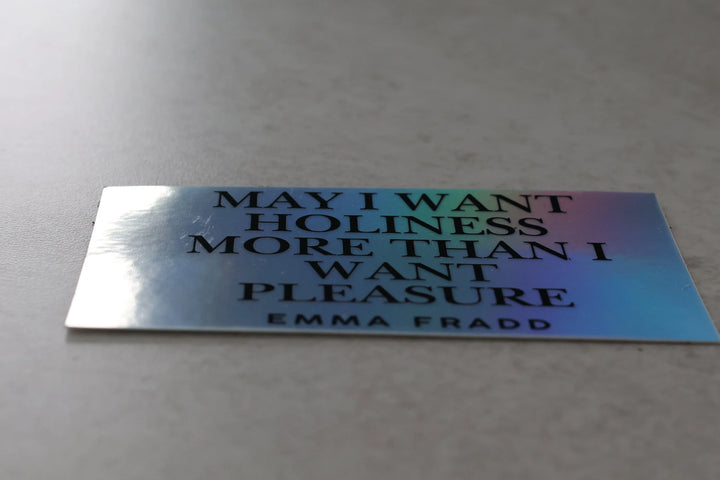 MAY I WANT
HOLINESS
MORE THAN I
WANT
PLEASURE
EMMA FRADD